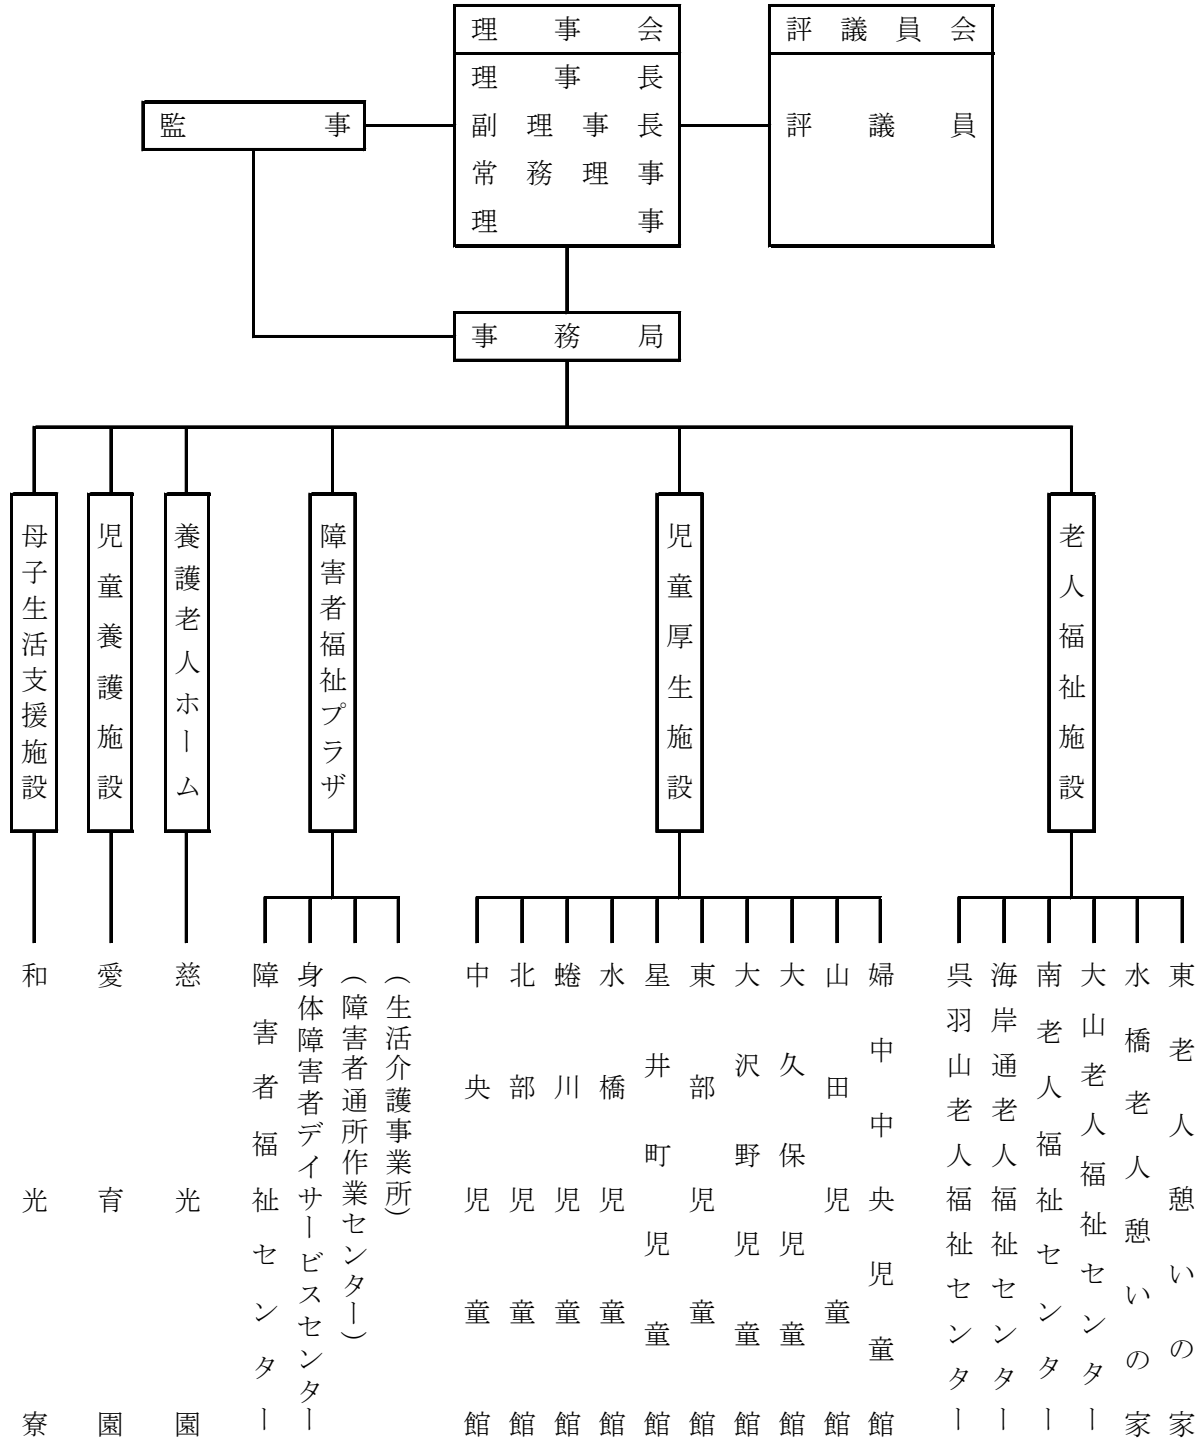 理事会
理事長
副理事長
常務理事
理事
評議員会
評議員
監事
事務局
母子生活支援施設
児童養護施設
養護老人ホーム
障害者福祉プラザ
児童厚生施設
老人福祉施設
和光寮
愛育園
慈光園
障害者福祉センター
身体障害者デイサービスセンター
(障害者通所作業センター)
(生活介護事業所)
中央児童館
北部児童館
蜷川児童館
水橋児童館
星井町児童館
東部児童館
大沢野児童館
大久保児童館
山田児童館
婦中中央児童館
呉羽山老人福祉センター
海岸通老人福祉センター
南老人福祉センター
大山老人福祉センター
水橋老人憩いの家
東老人憩いの家